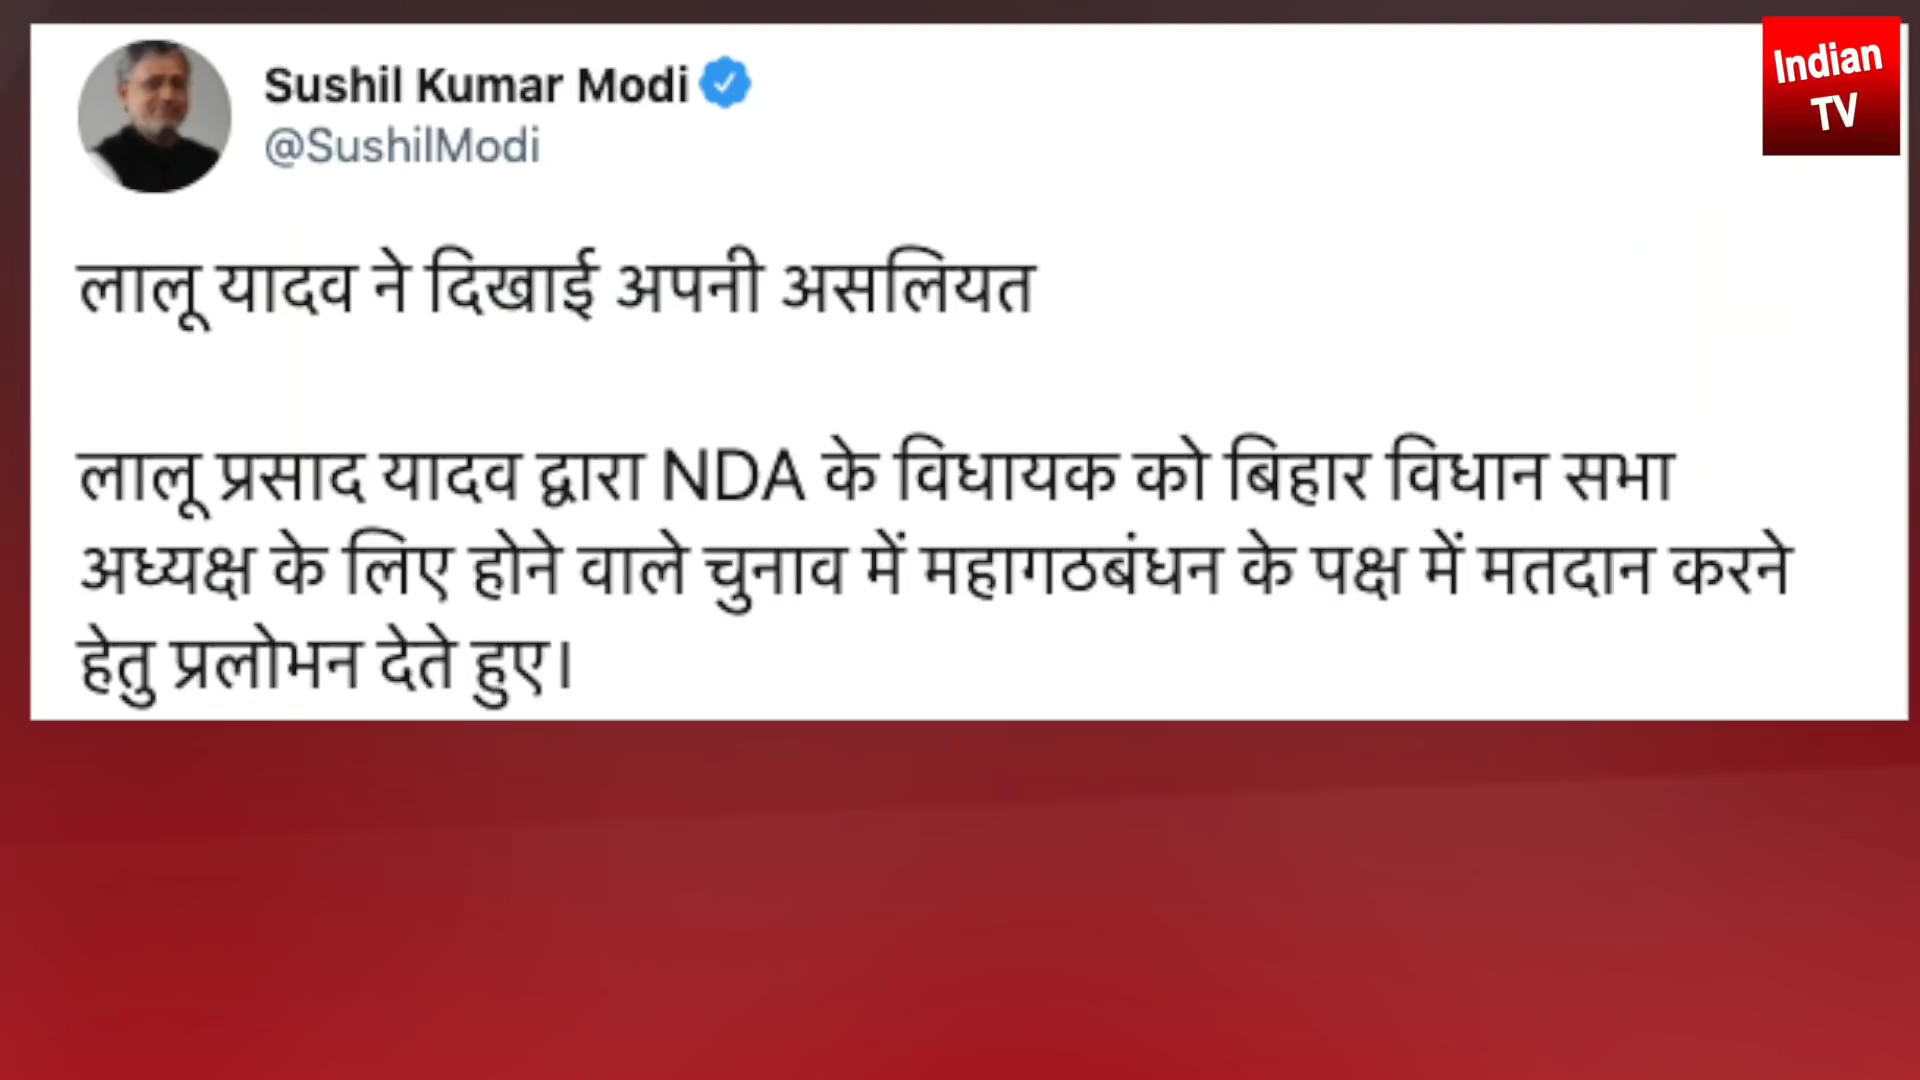 Sushil Kumar Modi
@SushilModi
Indian
TV
लालू यादव ने दिखाई अपनी असलियत
लालू प्रसाद यादव द्वारा NDA के विधायक को बिहार विधान सभा
अध्यक्ष के लिए होने वाले चुनाव में महागठबंधन के पक्ष में मतदान करने
हेतु प्रलोभन देते हुए।